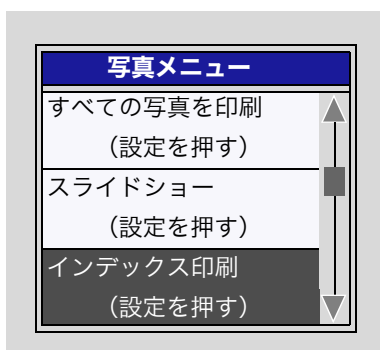 写真メニュー
すべての写真を印刷
（設定を押す）
スライドショー
（設定を押す）
インデックス印刷
（設定を押す）